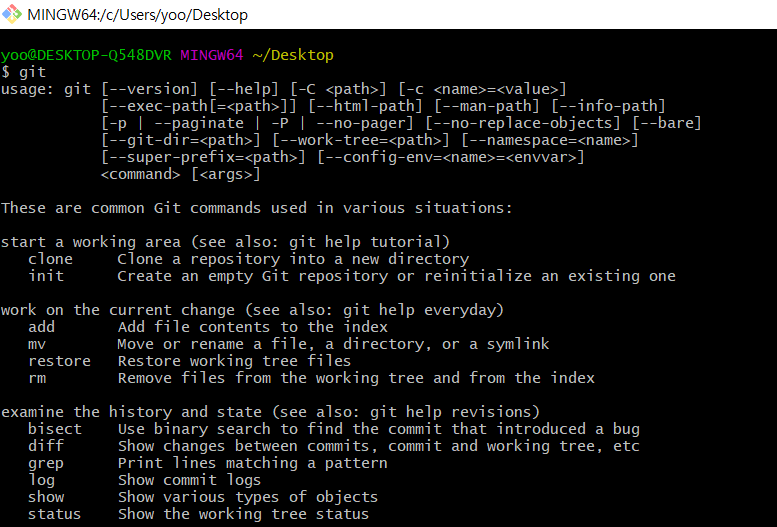 MINGW64:/c/Users/yoo/Desktop
yoo@DESKTOP-Q548DVR MINGW64 ~/Desktop
$ git
usage: git [--version] [--help] [-C <path>] [-c <name>=<value>]
           [--exec-path[=<path>]] [--html-path] [--man-path] [--info-path]
           [-p | --paginate | -P | --no-pager] [--no-replace-objects] [--bare]
           [--git-dir=<path>] [--work-tree=<path>] [--namespace=<name>]
           [--super-prefix=<path>] [--config-env=<name>=<envvar>]
           <command> [<args>]

These are common Git commands used in various situations:

start a working area (see also: git help tutorial)
   clone     Clone a repository into a new directory
   init      Create an empty Git repository or reinitialize an existing one

work on the current change (see also: git help everyday)
   add       Add file contents to the index
   mv        Move or rename a file, a directory, or a symlink
   restore   Restore working tree files
   rm        Remove files from the working tree and from the index

examine the history and state (see also: git help revisions)
   bisect    Use binary search to find the commit that introduced a bug
   diff      Show changes between commits, commit and working tree, etc
   grep      Print lines matching a pattern
   log       Show commit logs
   show      Show various types of objects
   status    Show the working tree status